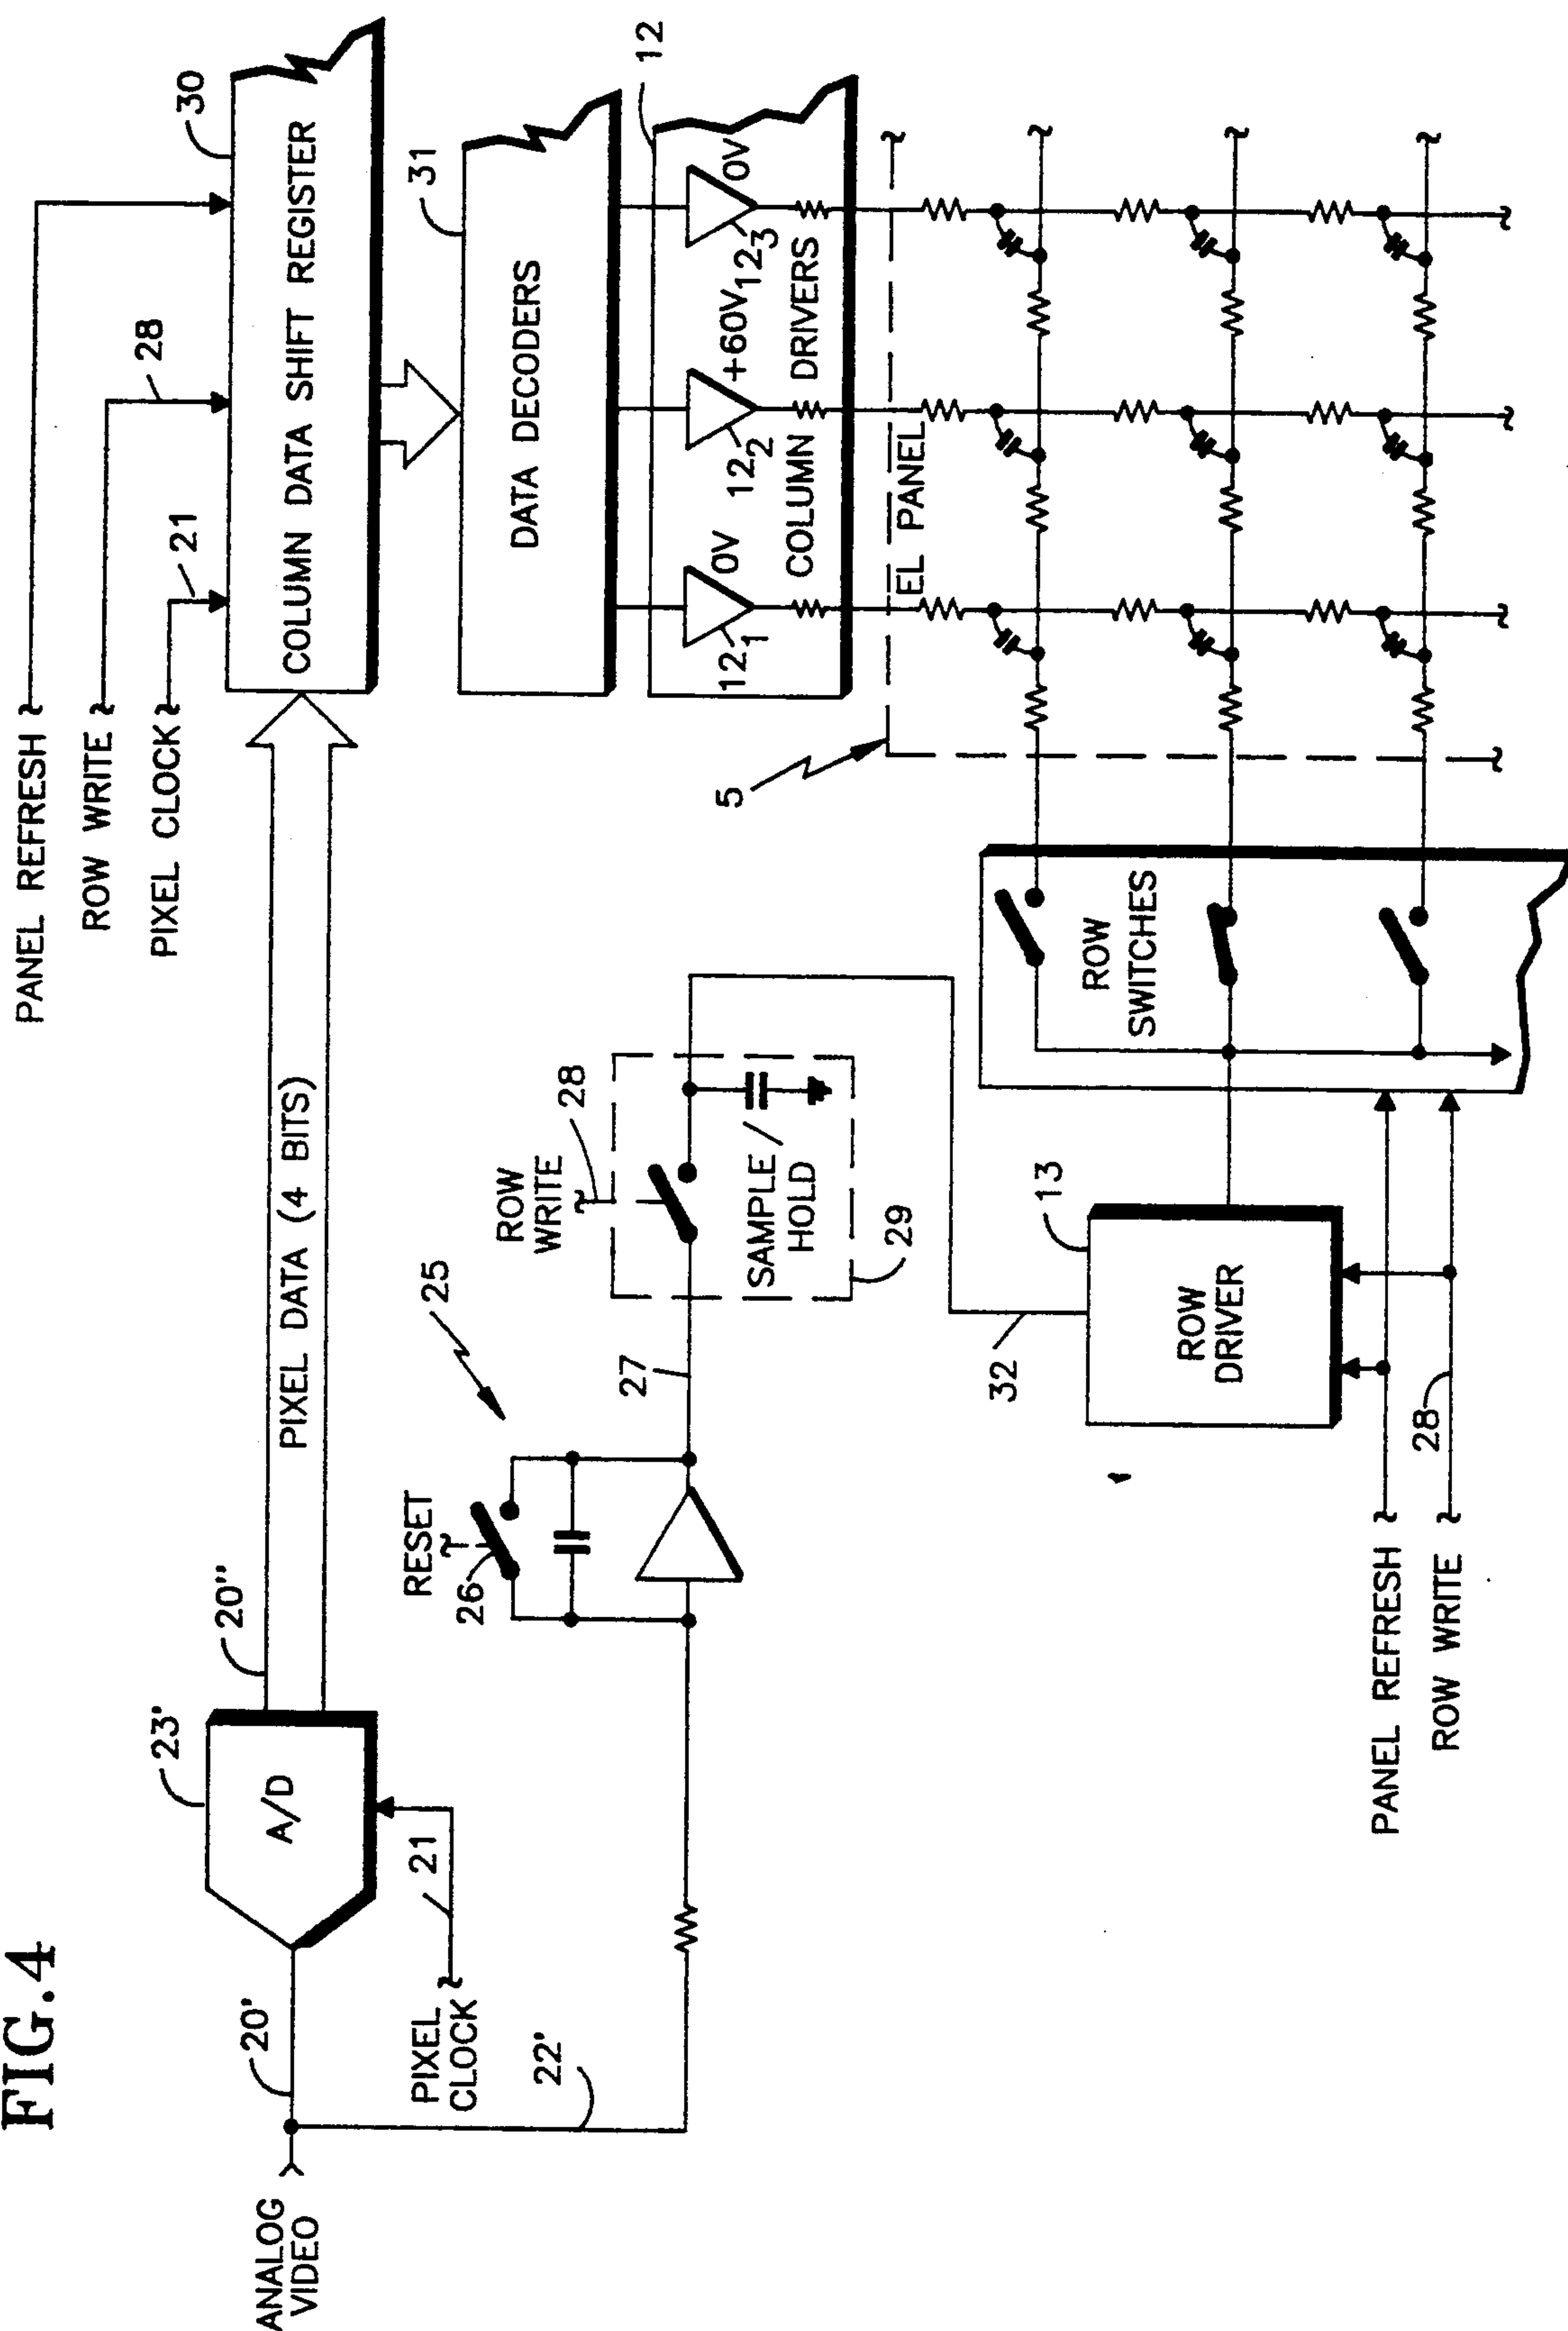 FIG.4
PANEL REFRESH
ROW WRITE
28
PIXEL CLOCK
21
30
20'
23'
20"
ANALOG
VIDEO
A/D
PIXEL DATA (4 BITS)
COLUMN DATA SHIFT REGISTER
PIXEL
CLOCK
21
22'
RESET
26
25
27
ROW
WRITE
28
SAMPLE /
HOLD
29
31
DATA DECODERS
12
0V
+60V
0V
12₁
12₂
12₃
COLUMN DRIVERS
5
EL PANEL
32
13
ROW
DRIVER
ROW
SWITCHES
PANEL REFRESH
ROW WRITE
28